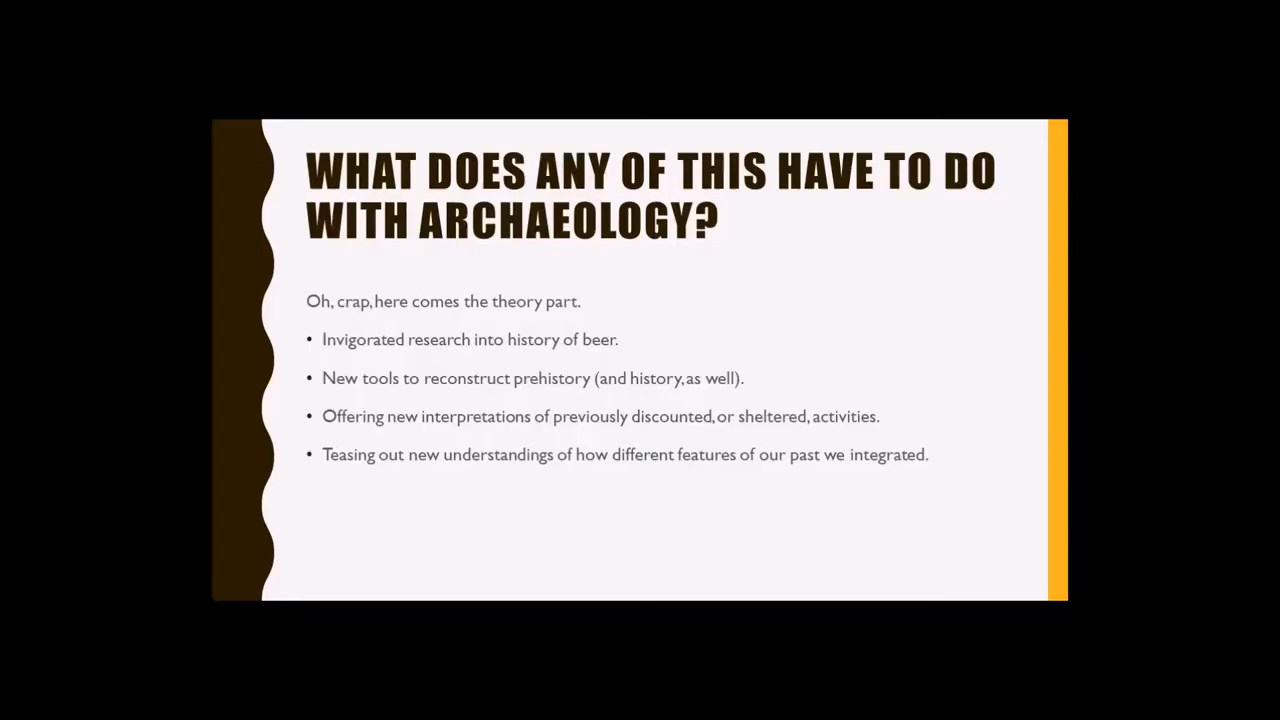 WHAT DOES ANY OF THIS HAVE TO DO
WITH ARCHAEOLOGY?
Oh, crap, here comes the theory part.
• Invigorated research into history of beer.
• New tools to reconstruct prehistory (and history, as well).
• Offering new interpretations of previously discounted, or sheltered, activities.
• Teasing out new understandings of how different features of our past we integrated.